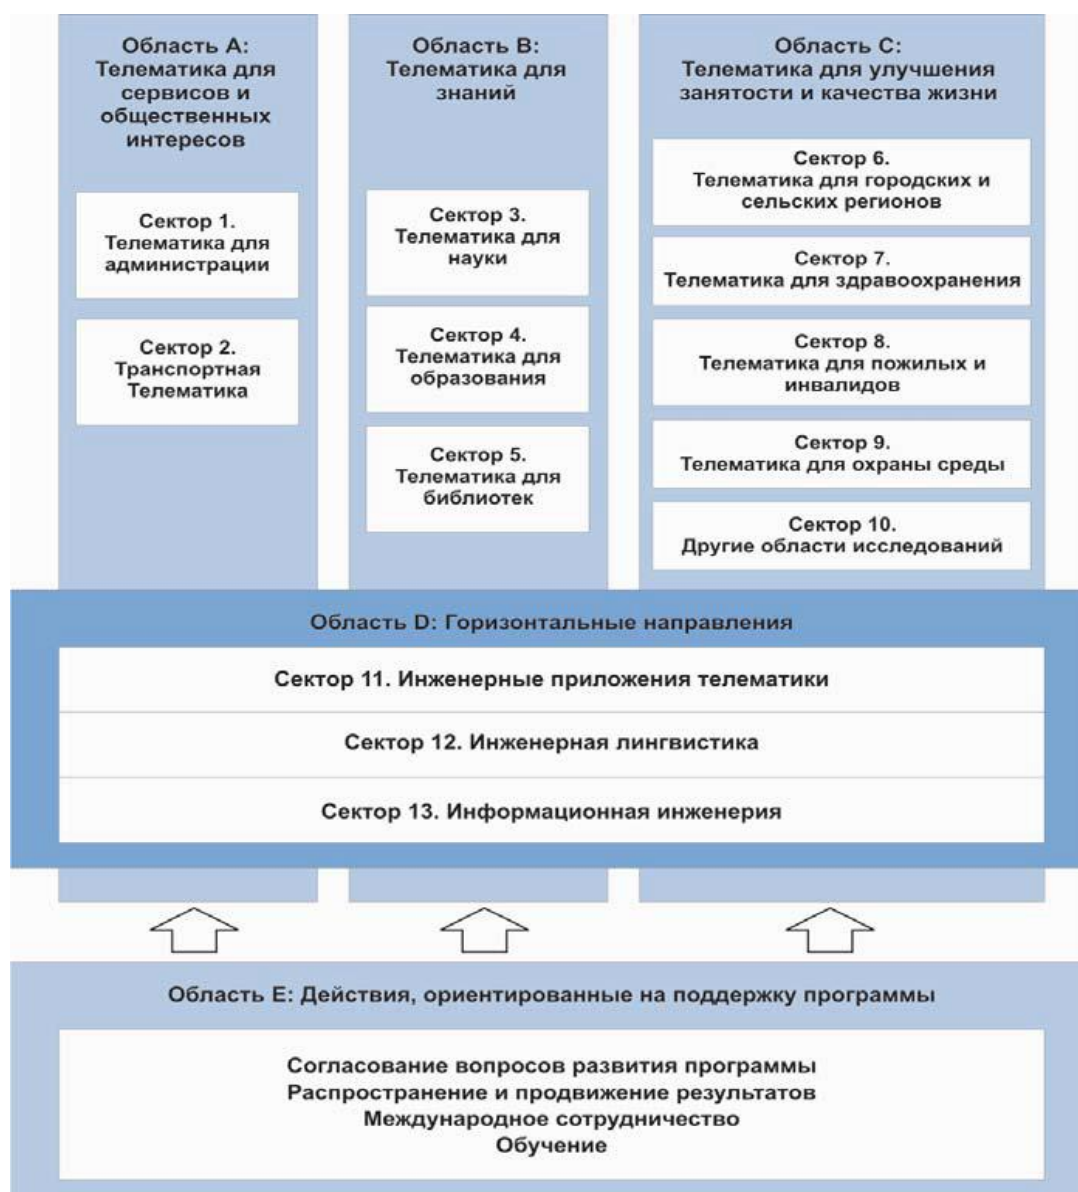 Область A:
Телематика для
сервисов и
общественных
интересов
Сектор 1.
Телематика для
администрации
Сектор 2.
Транспортная
Телематика
Область B:
Телематика для
знаний
Сектор 3.
Телематика для
науки
Сектор 4.
Телематика для
образования
Сектор 5.
Телематика для
библиотек
Область C:
Телематика для улучшения
занятости и качества жизни
Сектор 6.
Телематика для городских и
сельских регионов
Сектор 7.
Телематика для здравоохранения
Сектор 8.
Телематика для пожилых и
инвалидов
Сектор 9.
Телематика для охраны среды
Сектор 10.
Другие области исследований
Область D: Горизонтальные направления
Сектор 11. Инженерные приложения телематики
Сектор 12. Инженерная лингвистика
Сектор 13. Информационная инженерия
Область E: Действия, ориентированные на поддержку программы
Согласование вопросов развития программы
Распространение и продвижение результатов
Международное сотрудничество
Обучение